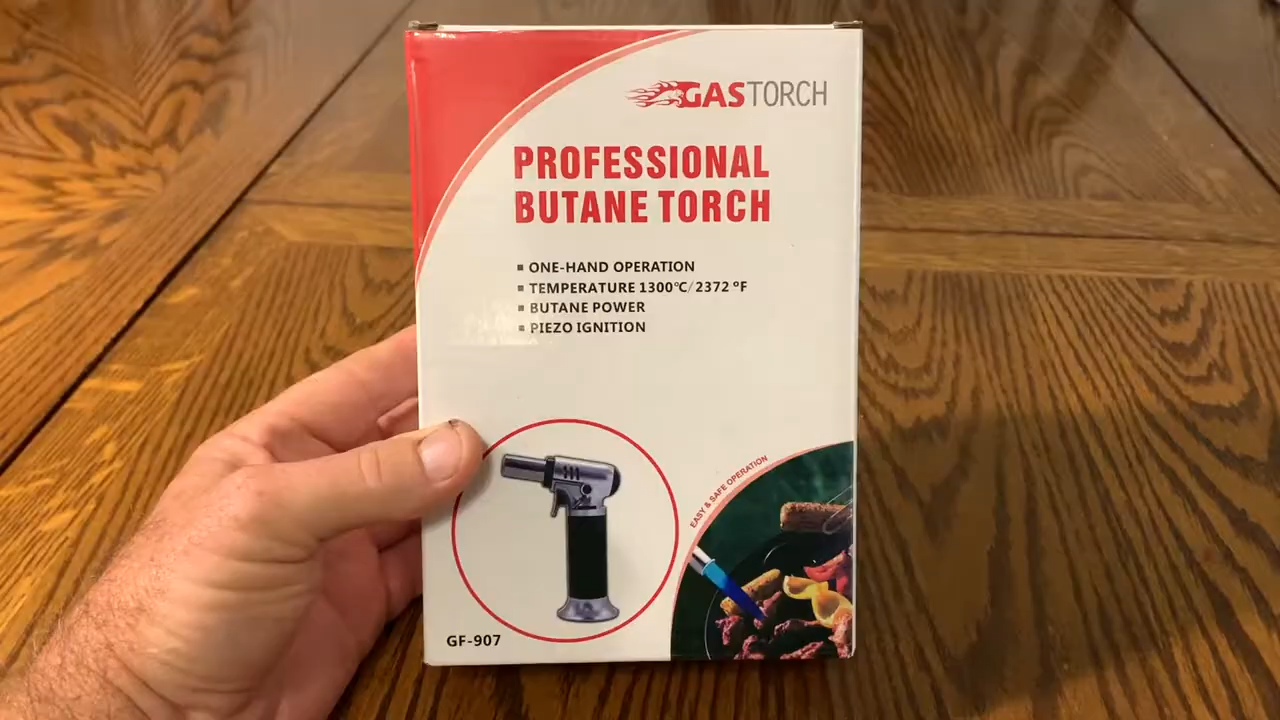 GASTORCH
PROFESSIONAL
BUTANE TORCH
▪ ONE-HAND OPERATION
▪ TEMPERATURE 1300℃/2372 ºF
▪ BUTANE POWER
▪ PIEZO IGNITION
EASY & SAFE OPERATION
GF-907